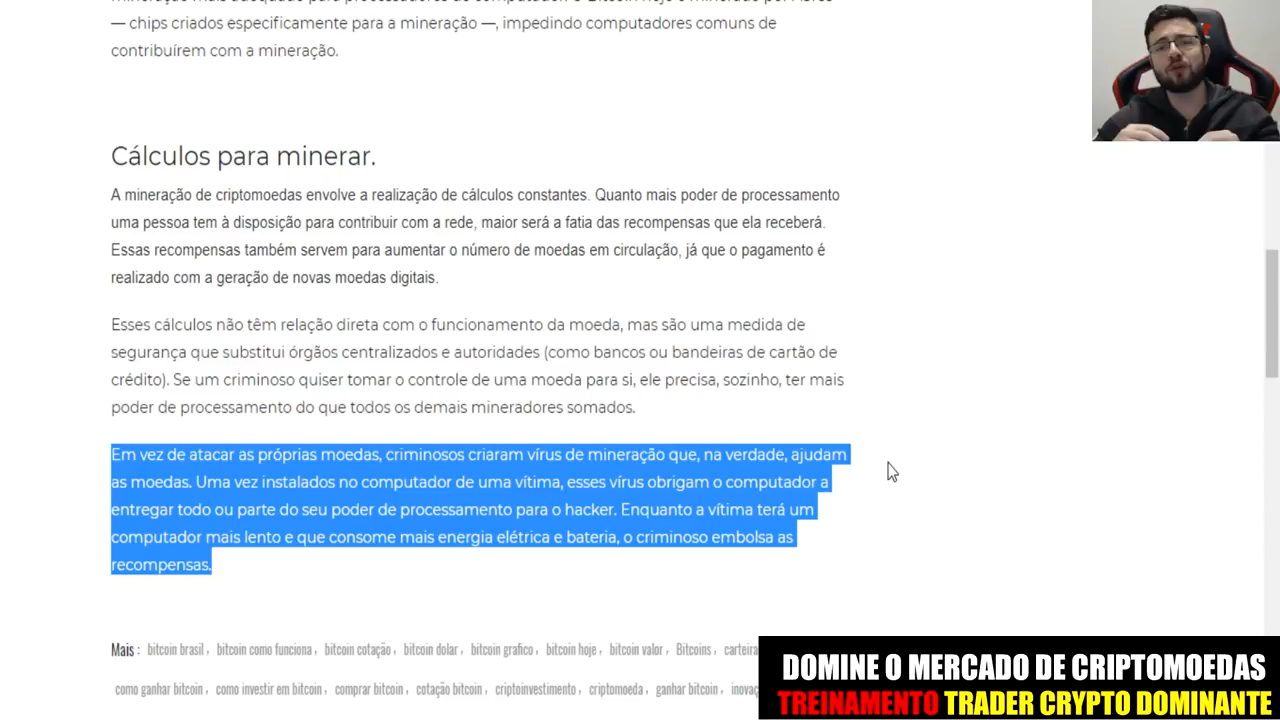 — chips criados especificamente para a mineração —, impedindo computadores comuns de
contribuírem com a mineração.
Cálculos para minerar.
A mineração de criptomoedas envolve a realização de cálculos constantes. Quanto mais poder de processamento
uma pessoa tem à disposição para contribuir com a rede, maior será a fatia das recompensas que ela receberá.
Essas recompensas também servem para aumentar o número de moedas em circulação, já que o pagamento é
realizado com a geração de novas moedas digitais.
Esses cálculos não têm relação direta com o funcionamento da moeda, mas são uma medida de
segurança que substitui órgãos centralizados e autoridades (como bancos ou bandeiras de cartão de
crédito). Se um criminoso quiser tomar o controle de uma moeda para si, ele precisa, sozinho, ter mais
poder de processamento do que todos os demais mineradores somados.
Em vez de atacar as próprias moedas, criminosos criaram vírus de mineração que, na verdade, ajudam
as moedas. Uma vez instalados no computador de uma vítima, esses vírus obrigam o computador a
entregar todo ou parte do seu poder de processamento para o hacker. Enquanto a vítima terá um
computador mais lento e que consome mais energia elétrica e bateria, o criminoso embolsa as
recompensas.
Mais : bitcoin brasil , bitcoin como funciona , bitcoin cotação , bitcoin dolar , bitcoin grafico , bitcoin hoje , bitcoin valor , Bitcoins , carteira
como ganhar bitcoin , como investir em bitcoin , comprar bitcoin , cotação bitcoin , criptoinvestimento , criptomoeda , ganhar bitcoin ,
DOMINE O MERCADO DE CRIPTOMOEDAS
TREINAMENTO TRADER CRYPTO DOMINANTE